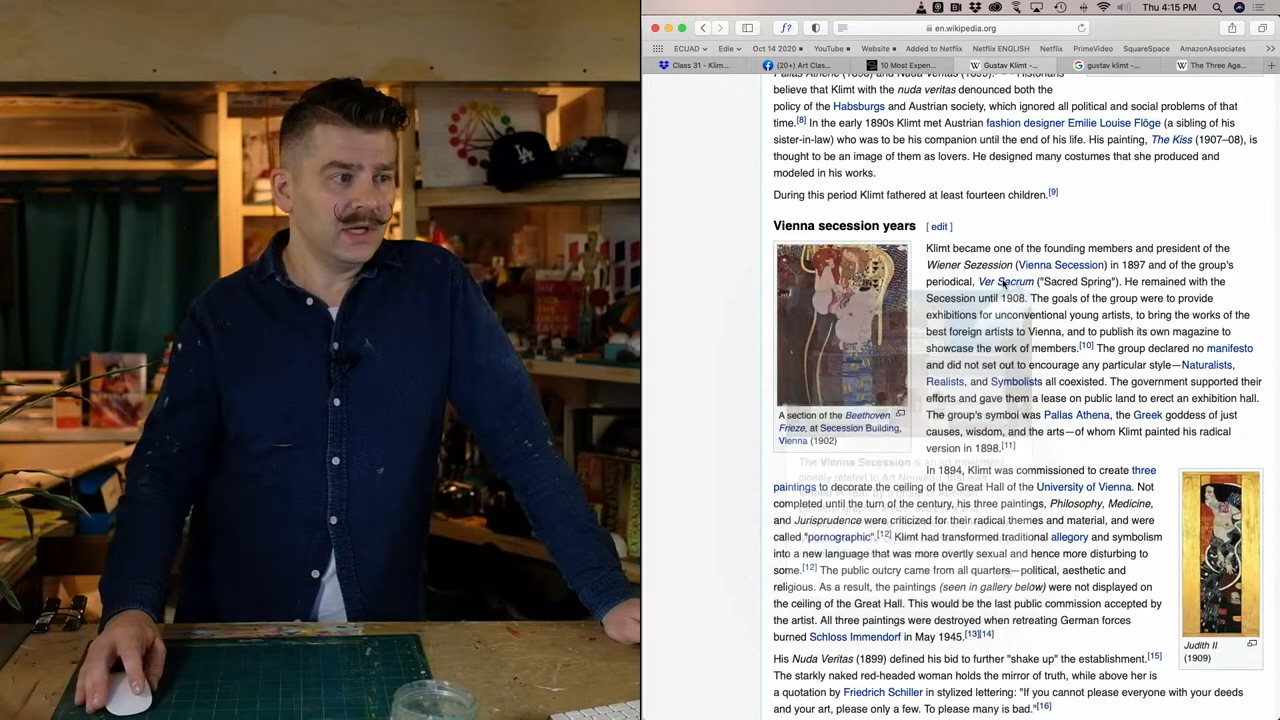 Thu 4:15 PM
en.wikipedia.org
ECUAD
Edie
Oct 14 2020
YouTube
Website
Added to Netflix
Netflix ENGLISH
Netflix
PrimeVideo
SquareSpace
AmazonAssociates
Class 31 - Klim...
(20+) Art Clas...
10 Most Expen...
Gustav Klimt -...
gustav klimt -...
The Three Age...
believe that Klimt with the nuda veritas denounced both the
policy of the Habsburgs and Austrian society, which ignored all political and social problems of that
time.[8] In the early 1890s Klimt met Austrian fashion designer Emilie Louise Flöge (a sibling of his
sister-in-law) who was to be his companion until the end of his life. His painting, The Kiss (1907–08), is
thought to be an image of them as lovers. He designed many costumes that she produced and
modeled in his works.
During this period Klimt fathered at least fourteen children.[9]
Vienna secession years [ edit ]
Klimt became one of the founding members and president of the
Wiener Sezession (Vienna Secession) in 1897 and of the group's
periodical, Ver Sacrum ("Sacred Spring"). He remained with the
Secession until 1908. The goals of the group were to provide
exhibitions for unconventional young artists, to bring the works of the
best foreign artists to Vienna, and to publish its own magazine to
showcase the work of members.[10] The group declared no manifesto
and did not set out to encourage any particular style—Naturalists,
Realists, and Symbolists all coexisted. The government supported their
efforts and gave them a lease on public land to erect an exhibition hall.
The group's symbol was Pallas Athena, the Greek goddess of just
causes, wisdom, and the arts—of whom Klimt painted his radical
version in 1898.[11]
A section of the Beethoven
Frieze, at Secession Building,
Vienna (1902)
In 1894, Klimt was commissioned to create three
paintings to decorate the ceiling of the Great Hall of the University of Vienna. Not
completed until the turn of the century, his three paintings, Philosophy, Medicine,
and Jurisprudence were criticized for their radical themes and material, and were
called "pornographic".[12] Klimt had transformed traditional allegory and symbolism
into a new language that was more overtly sexual and hence more disturbing to
some.[12] The public outcry came from all quarters—political, aesthetic and
religious. As a result, the paintings (seen in gallery below) were not displayed on
the ceiling of the Great Hall. This would be the last public commission accepted by
the artist. All three paintings were destroyed when retreating German forces
burned Schloss Immendorf in May 1945.[13][14]
Judith II
(1909)
His Nuda Veritas (1899) defined his bid to further "shake up" the establishment.[15]
The starkly naked red-headed woman holds the mirror of truth, while above her is
a quotation by Friedrich Schiller in stylized lettering: "If you cannot please everyone with your deeds
and your art, please only a few. To please many is bad."[16]
LA